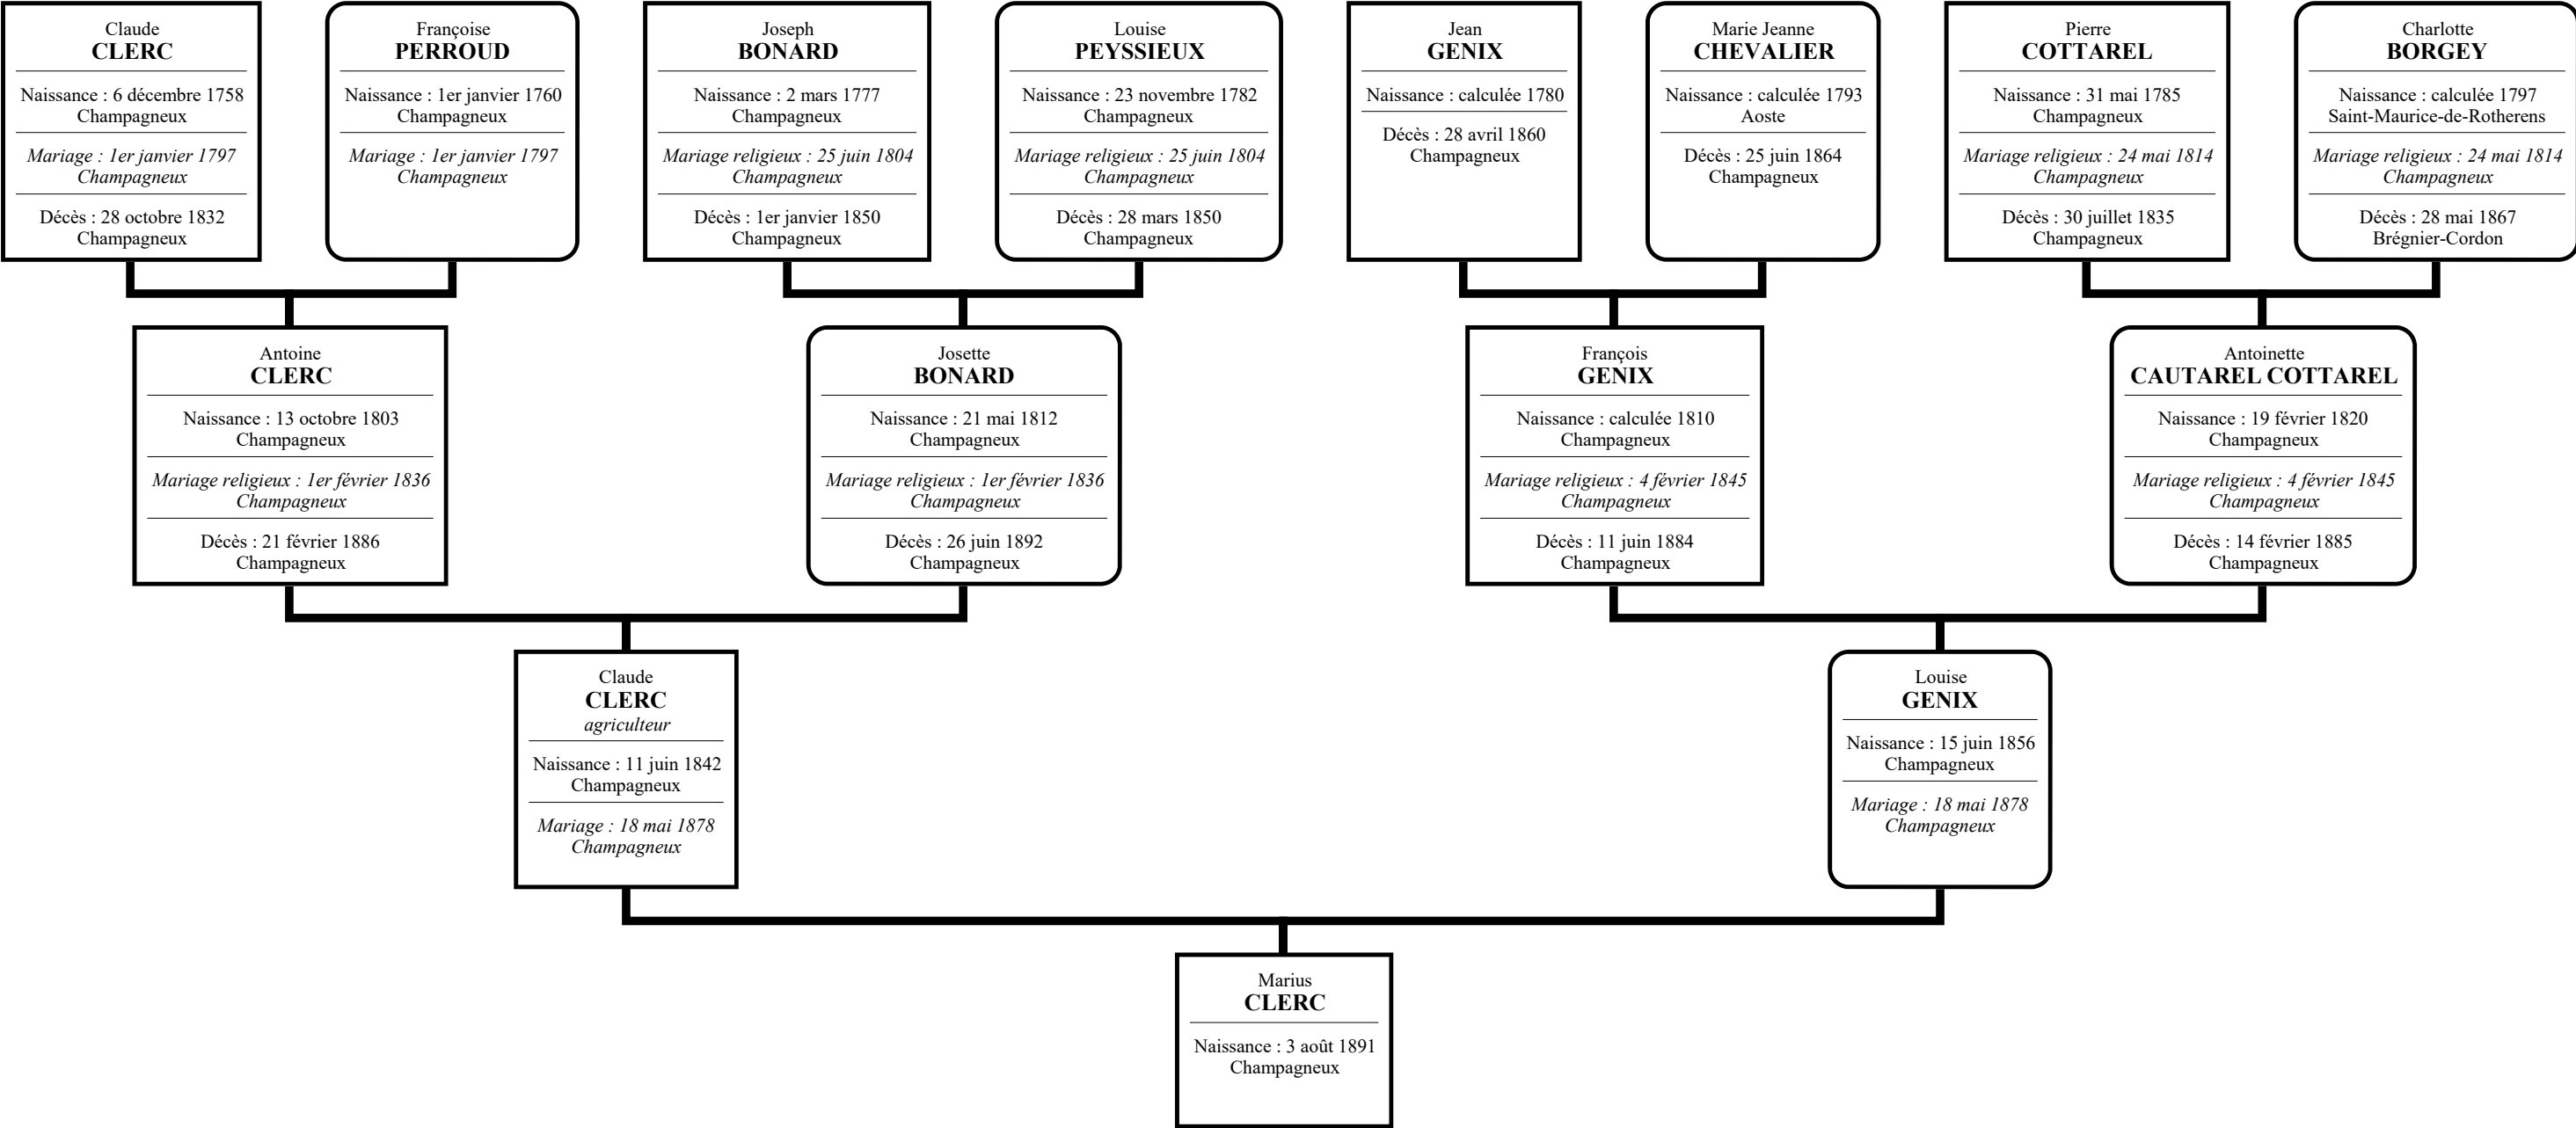 Claude
CLERC
Naissance : 6 décembre 1758
Champagneux
Mariage : 1er janvier 1797
Champagneux
Décès : 28 octobre 1832
Champagneux
Françoise
PERROUD
Naissance : 1er janvier 1760
Champagneux
Mariage : 1er janvier 1797
Champagneux
Joseph
BONARD
Naissance : 2 mars 1777
Champagneux
Mariage religieux : 25 juin 1804
Champagneux
Décès : 1er janvier 1850
Champagneux
Louise
PEYSSIEUX
Naissance : 23 novembre 1782
Champagneux
Mariage religieux : 25 juin 1804
Champagneux
Décès : 28 mars 1850
Champagneux
Jean
GENIX
Naissance : calculée 1780
Décès : 28 avril 1860
Champagneux
Marie Jeanne
CHEVALIER
Naissance : calculée 1793
Aoste
Décès : 25 juin 1864
Champagneux
Pierre
COTTAREL
Naissance : 31 mai 1785
Champagneux
Mariage religieux : 24 mai 1814
Champagneux
Décès : 30 juillet 1835
Champagneux
Charlotte
BORGEY
Naissance : calculée 1797
Saint-Maurice-de-Rotherens
Mariage religieux : 24 mai 1814
Champagneux
Décès : 28 mai 1867
Brégnier-Cordon
Antoine
CLERC
Naissance : 13 octobre 1803
Champagneux
Mariage religieux : 1er février 1836
Champagneux
Décès : 21 février 1886
Champagneux
Josette
BONARD
Naissance : 21 mai 1812
Champagneux
Mariage religieux : 1er février 1836
Champagneux
Décès : 26 juin 1892
Champagneux
François
GENIX
Naissance : calculée 1810
Champagneux
Mariage religieux : 4 février 1845
Champagneux
Décès : 11 juin 1884
Champagneux
Antoinette
CAUTAREL COTTAREL
Naissance : 19 février 1820
Champagneux
Mariage religieux : 4 février 1845
Champagneux
Décès : 14 février 1885
Champagneux
Claude
CLERC
agriculteur
Naissance : 11 juin 1842
Champagneux
Mariage : 18 mai 1878
Champagneux
Louise
GENIX
Naissance : 15 juin 1856
Champagneux
Mariage : 18 mai 1878
Champagneux
Marius
CLERC
Naissance : 3 août 1891
Champagneux